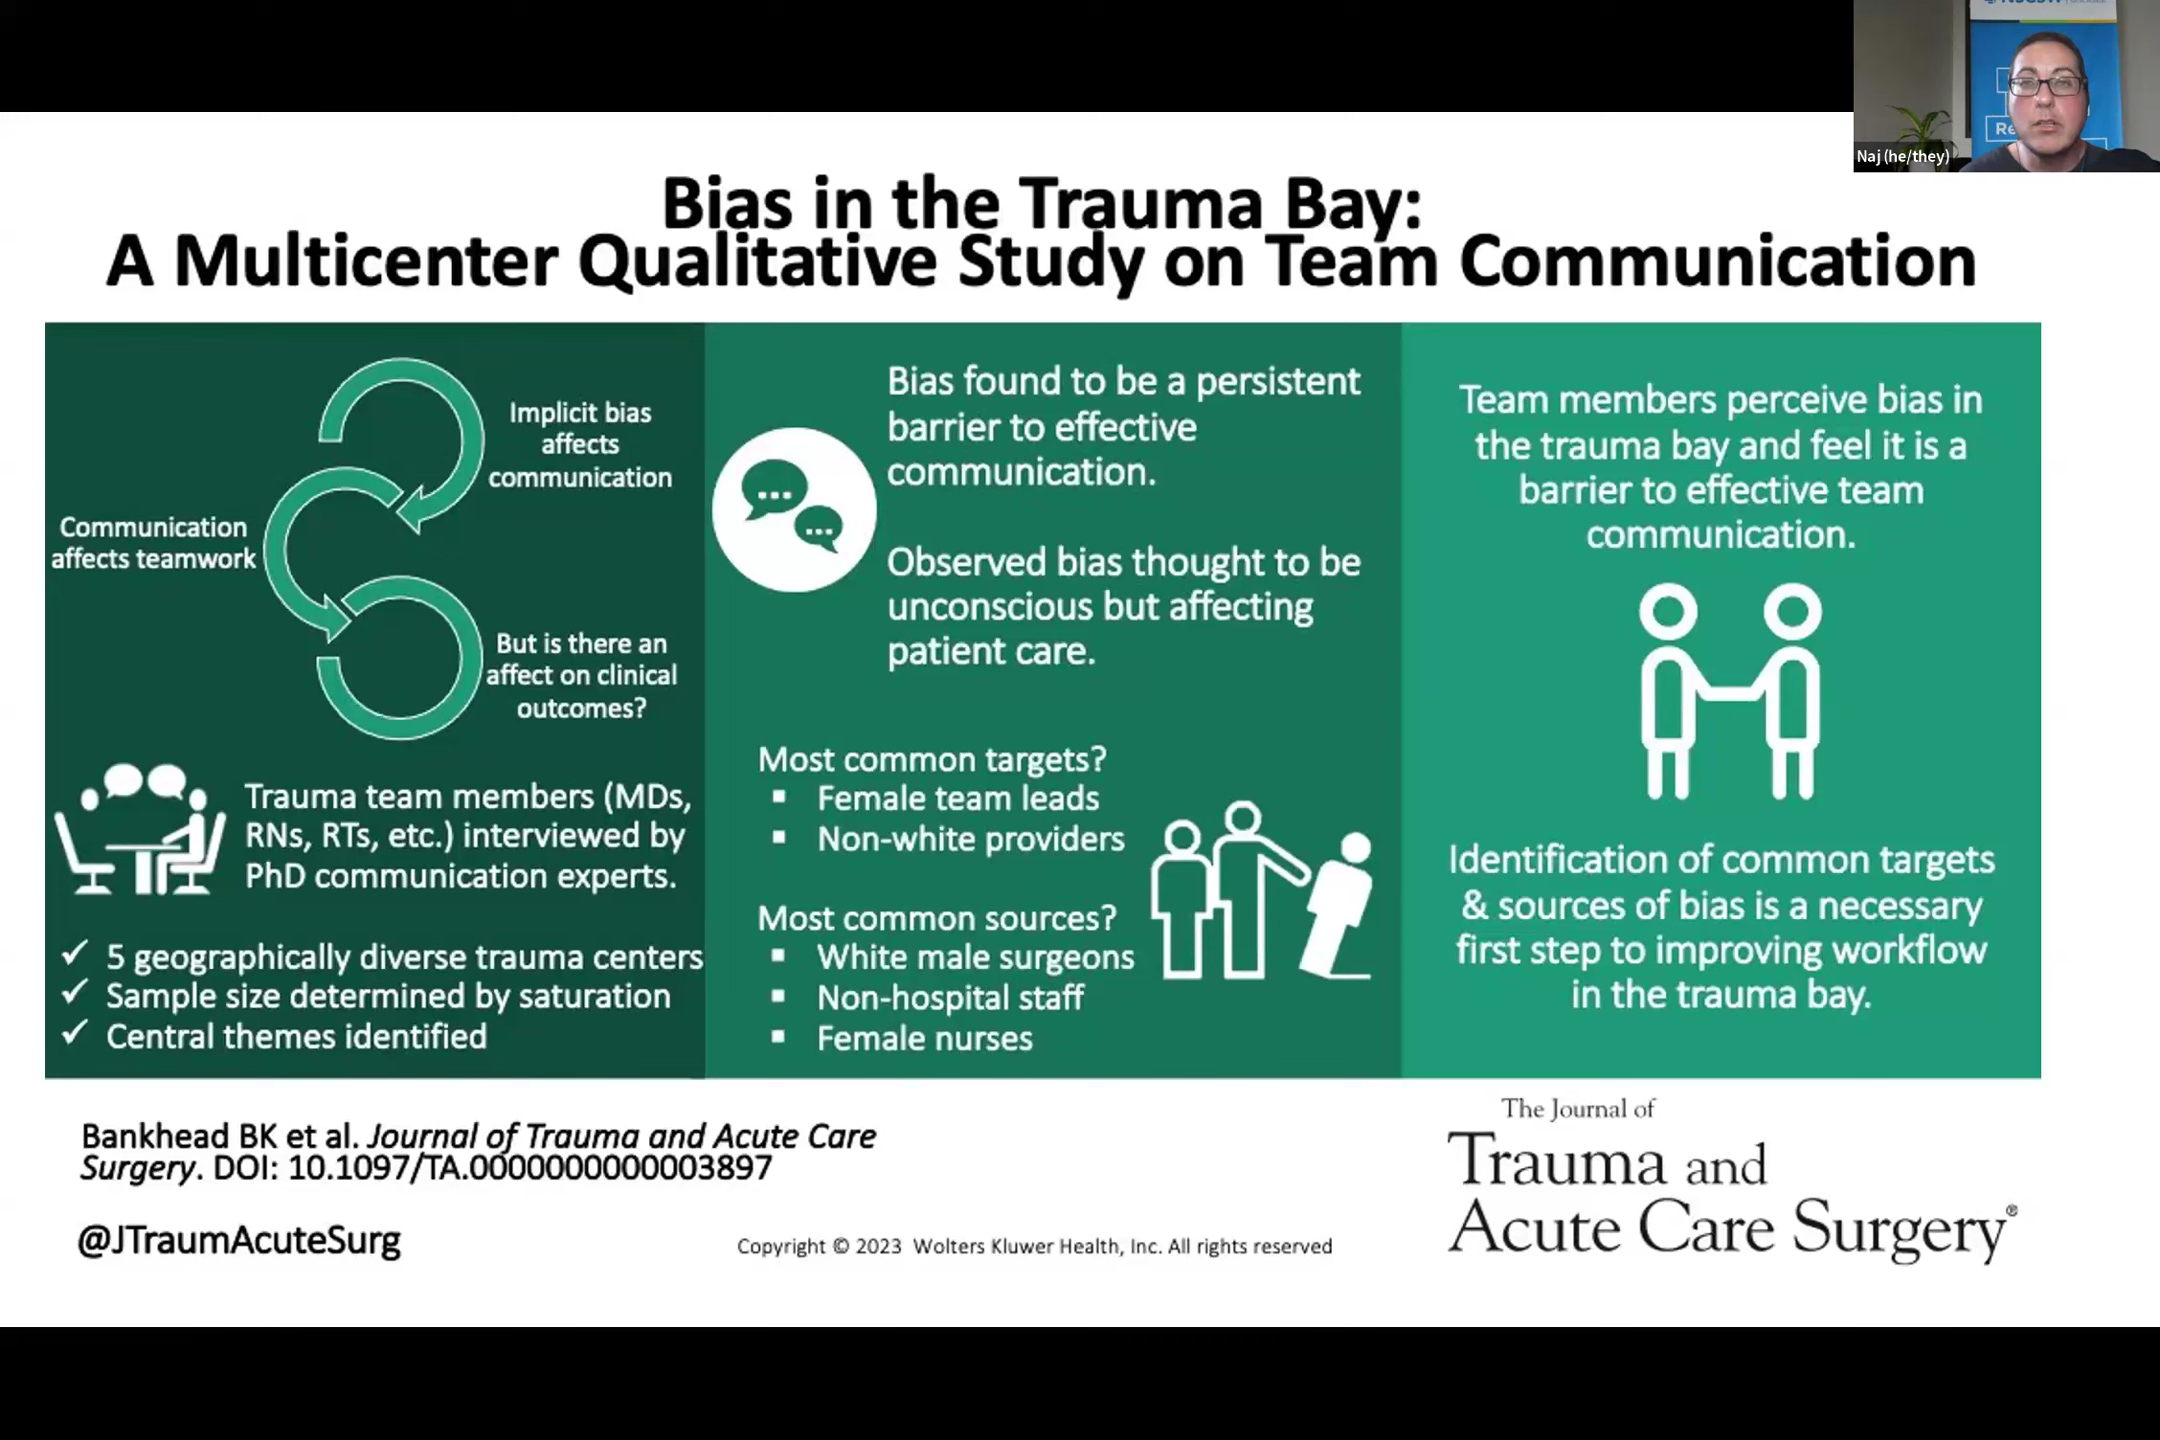 Naj (he/they)
Bias in the Trauma Bay:
A Multicenter Qualitative Study on Team Communication
Implicit bias
affects
communication
Communication
affects teamwork
But is there an
affect on clinical
outcomes?
Trauma team members (MDs,
RNs, RTs, etc.) interviewed by
PhD communication experts.
✓ 5 geographically diverse trauma centers
✓ Sample size determined by saturation
✓ Central themes identified
Bias found to be a persistent
barrier to effective
communication.
Observed bias thought to be
unconscious but affecting
patient care.
Most common targets?
▪ Female team leads
▪ Non-white providers
Most common sources?
▪ White male surgeons
▪ Non-hospital staff
▪ Female nurses
Team members perceive bias in
the trauma bay and feel it is a
barrier to effective team
communication.
Identification of common targets
& sources of bias is a necessary
first step to improving workflow
in the trauma bay.
Bankhead BK et al. Journal of Trauma and Acute Care
Surgery. DOI: 10.1097/TA.0000000000003897
@JTraumAcuteSurg
Copyright © 2023 Wolters Kluwer Health, Inc. All rights reserved
The Journal of
Trauma and
Acute Care Surgery®